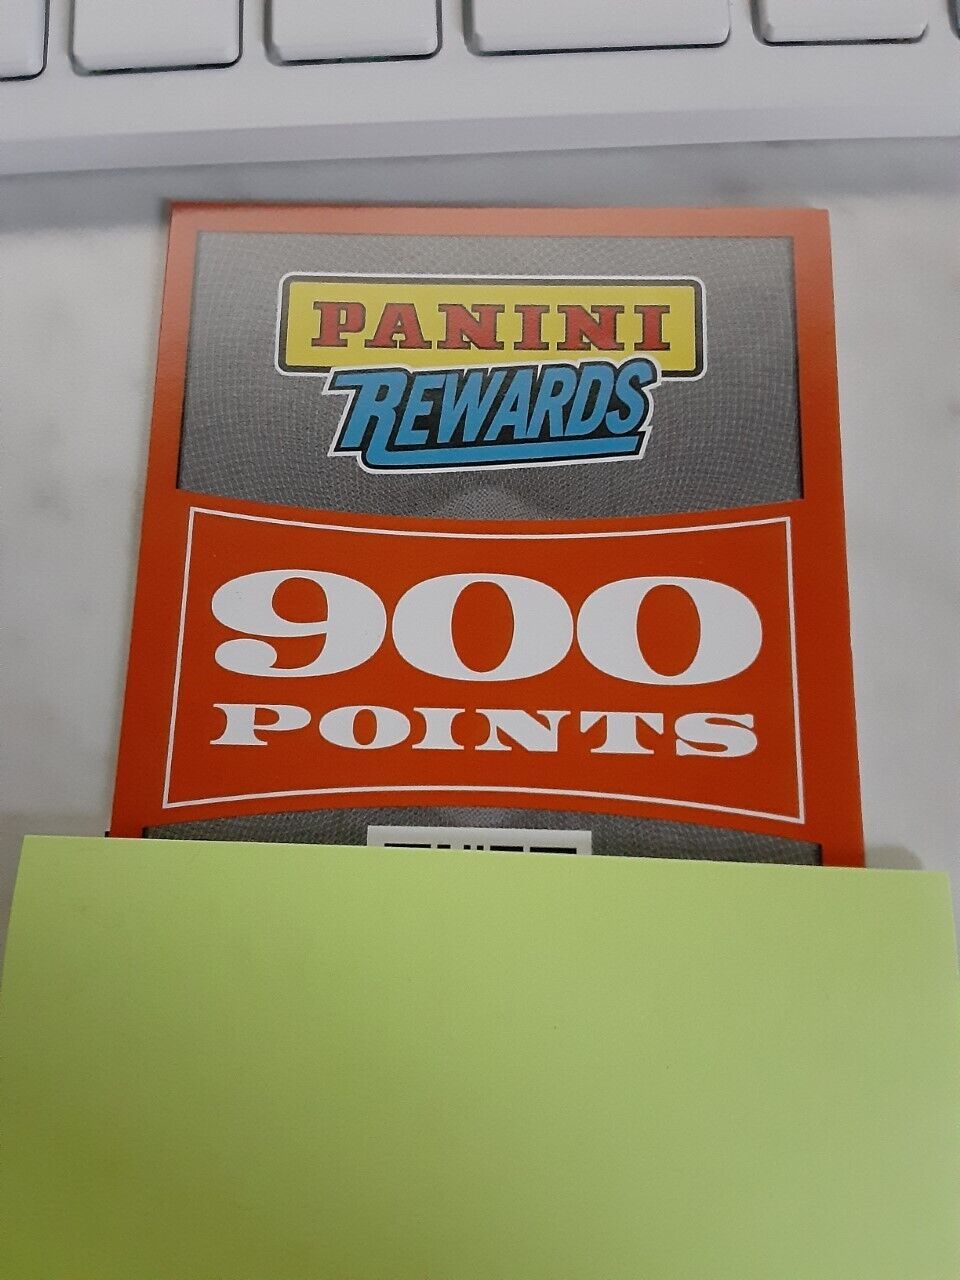 PANINI
REWARDS
900
POINTS